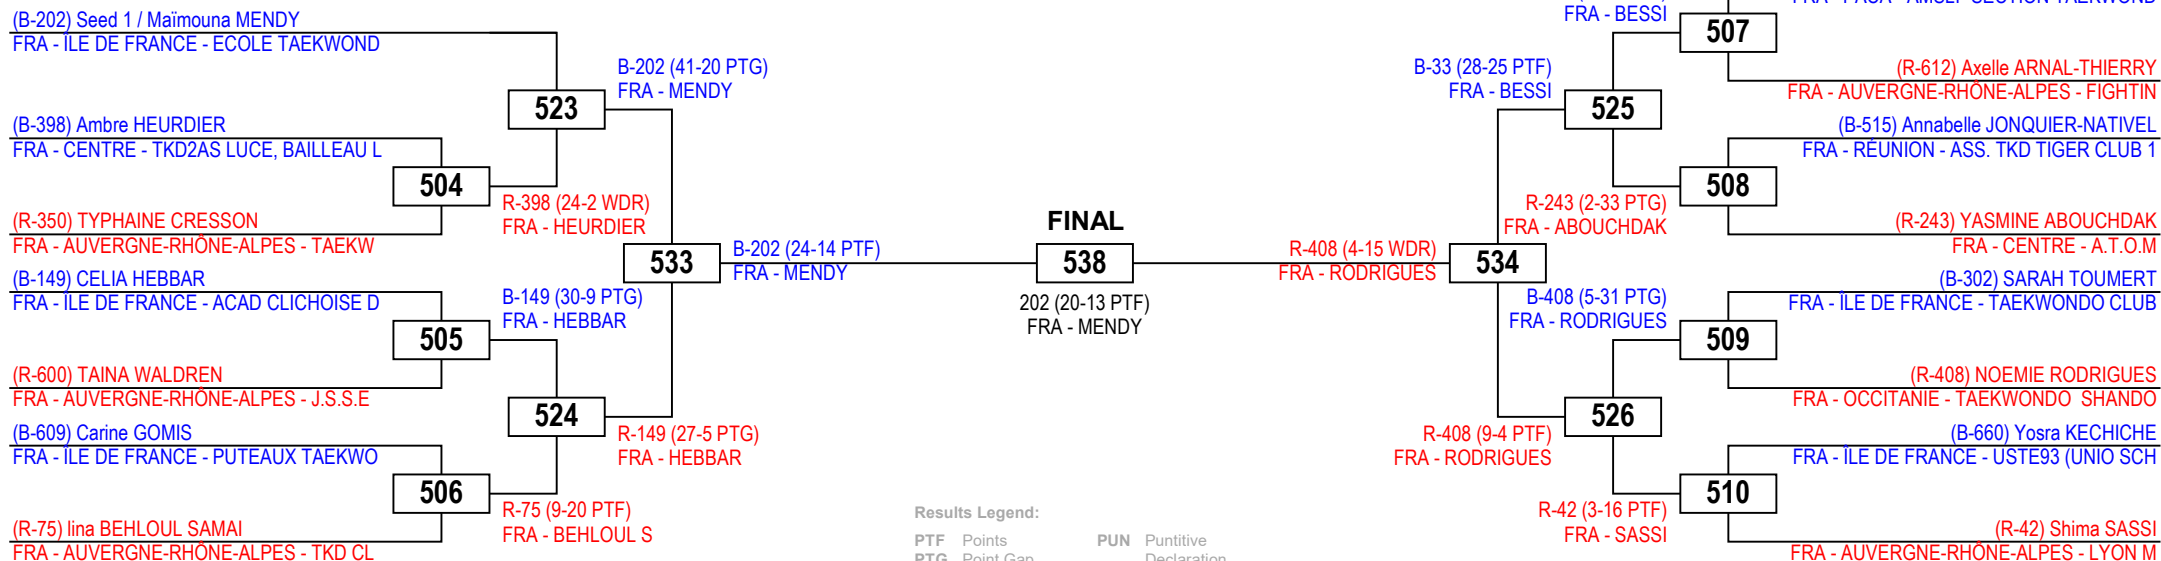 (B-202) Seed 1 / Maïmouna MENDY
FRA - ÎLE DE FRANCE - ECOLE TAEKWOND
B-202 (41-20 PTG)
FRA - MENDY
523
(B-398) Ambre HEURDIER
FRA - CENTRE - TKD2AS LUCE, BAILLEAU L
504
R-398 (24-2 WDR)
FRA - HEURDIER
(R-350) TYPHAINE CRESSON
FRA - AUVERGNE-RHÔNE-ALPES - TAEKW
533
B-202 (24-14 PTF)
FRA - MENDY
(B-149) CELIA HEBBAR
FRA - ÎLE DE FRANCE - ACAD CLICHOISE D
B-149 (30-9 PTG)
FRA - HEBBAR
505
(R-600) TAINA WALDREN
FRA - AUVERGNE-RHÔNE-ALPES - J.S.S.E
524
R-149 (27-5 PTG)
FRA - HEBBAR
(B-609) Carine GOMIS
FRA - ÎLE DE FRANCE - PUTEAUX TAEKWO
506
R-75 (9-20 PTF)
FRA - BEHLOUL S
(R-75) lina BEHLOUL SAMAI
FRA - AUVERGNE-RHÔNE-ALPES - TKD CL
FINAL
538
202 (20-13 PTF)
FRA - MENDY
Results Legend:
PTF Points PUN Puntitive
PTG Point Gap Declaration
FRA - BESSI
FRA - PACA - AMSLF SECTION TAEKWOND
507
B-33 (28-25 PTF)
FRA - BESSI
(R-612) Axelle ARNAL-THIERRY
FRA - AUVERGNE-RHÔNE-ALPES - FIGHTIN
525
(B-515) Annabelle JONQUIER-NATIVEL
FRA - RÉUNION - ASS. TKD TIGER CLUB 1
508
R-243 (2-33 PTG)
FRA - ABOUCHDAK
(R-243) YASMINE ABOUCHDAK
FRA - CENTRE - A.T.O.M
R-408 (4-15 WDR)
FRA - RODRIGUES
534
(B-302) SARAH TOUMERT
FRA - ÎLE DE FRANCE - TAEKWONDO CLUB
B-408 (5-31 PTG)
FRA - RODRIGUES
509
(R-408) NOEMIE RODRIGUES
FRA - OCCITANIE - TAEKWONDO SHANDO
526
R-408 (9-4 PTF)
FRA - RODRIGUES
(B-660) Yosra KECHICHE
FRA - ÎLE DE FRANCE - USTE93 (UNIO SCH
510
R-42 (3-16 PTF)
FRA - SASSI
(R-42) Shima SASSI
FRA - AUVERGNE-RHÔNE-ALPES - LYON M